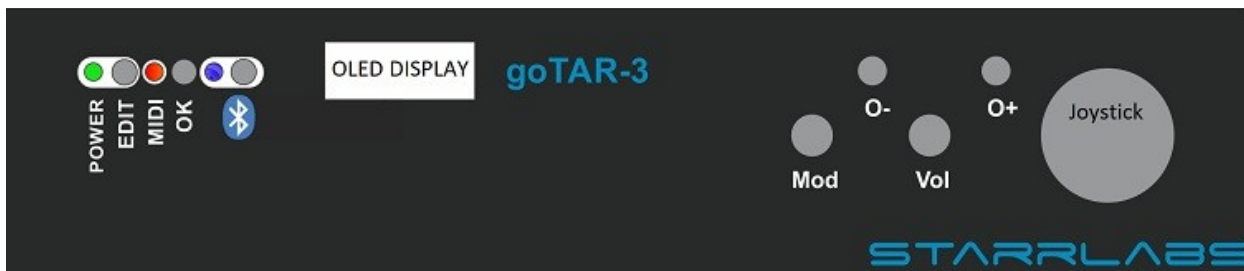 POWER
EDIT
MIDI
OK
OLED DISPLAY
goTAR-3
O-
O+
Mod
Vol
Joystick
STARRLABS